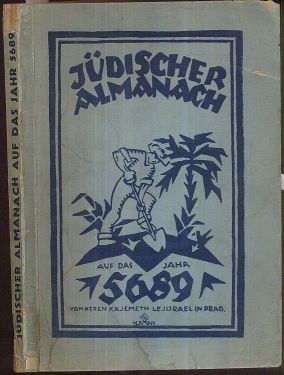 JÜDISCHER ALMANACH AUF DAS JAHR 5689
JÜDISCHER
ALMANACH
AUF DAS JAHR
5689
VOM KEREN KAJEMETH LEJISRAEL IN PRAG.